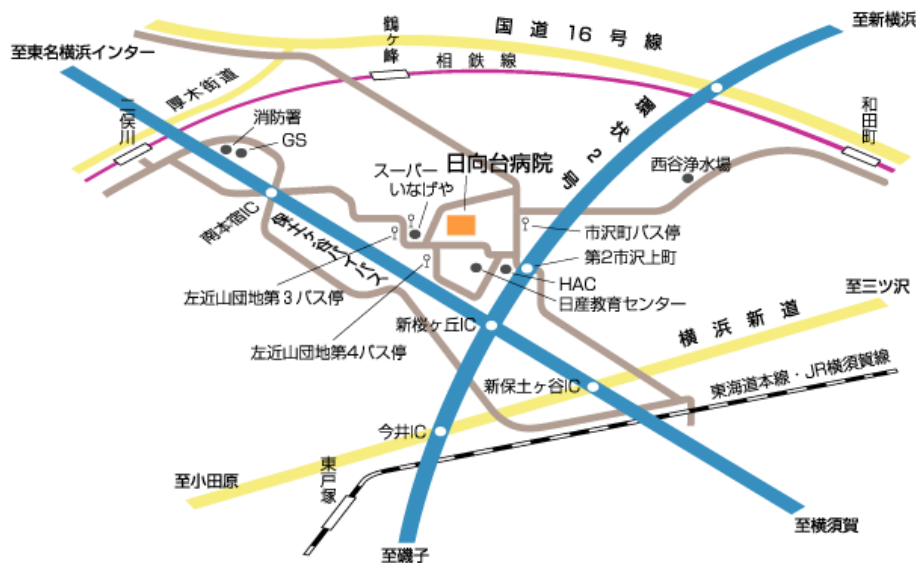 国道16号線
至新横浜
鶴ヶ峰
至東名横浜インター
相鉄線
厚木街道
二俣川
和田町
環状2号
消防署
GS
スーパー
いなげや
日向台病院
西谷浄水場
南本宿IC
保土ヶ谷バイパス
市沢町バス停
第2市沢上町
HAC
日産教育センター
左近山団地第3バス停
至三ツ沢
新桜ヶ丘IC
横浜新道
左近山団地第4バス停
新保土ヶ谷IC
東海道本線・JR横須賀線
今井IC
東戸塚
至小田原
至横須賀
至磯子